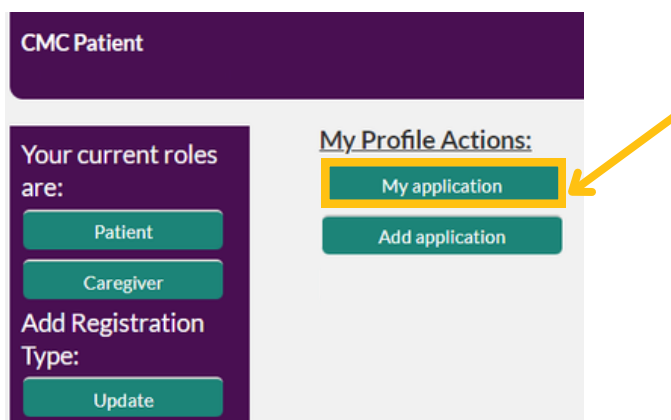 CMC Patient
Your current roles
are:
Patient
Caregiver
Add Registration
Type:
Update
My Profile Actions:
My application
Add application